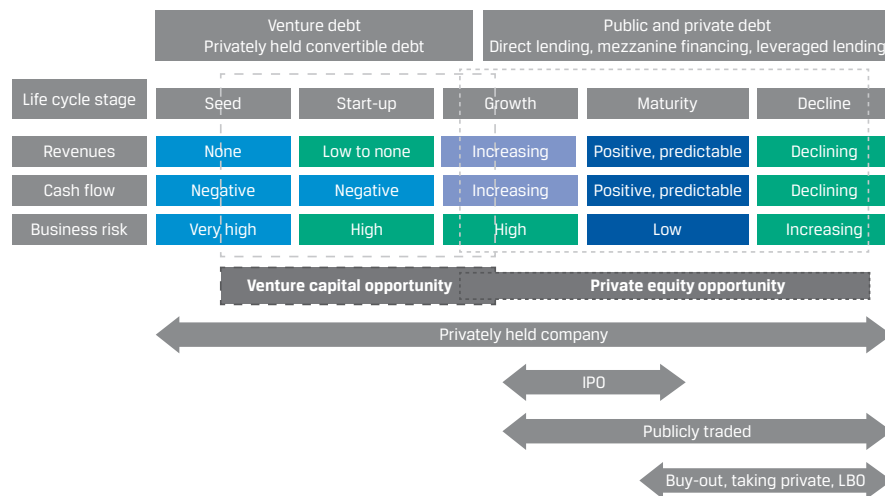 Venture debt
Privately held convertible debt
Public and private debt
Direct lending, mezzanine financing, leveraged lending
Life cycle stage
Seed
Start-up
Growth
Maturity
Decline
Revenues
None
Low to none
Increasing
Positive, predictable
Declining
Cash flow
Negative
Negative
Increasing
Positive, predictable
Declining
Business risk
Very high
High
High
Low
Increasing
Venture capital opportunity
Private equity opportunity
Privately held company
IPO
Publicly traded
Buy-out, taking private, LBO